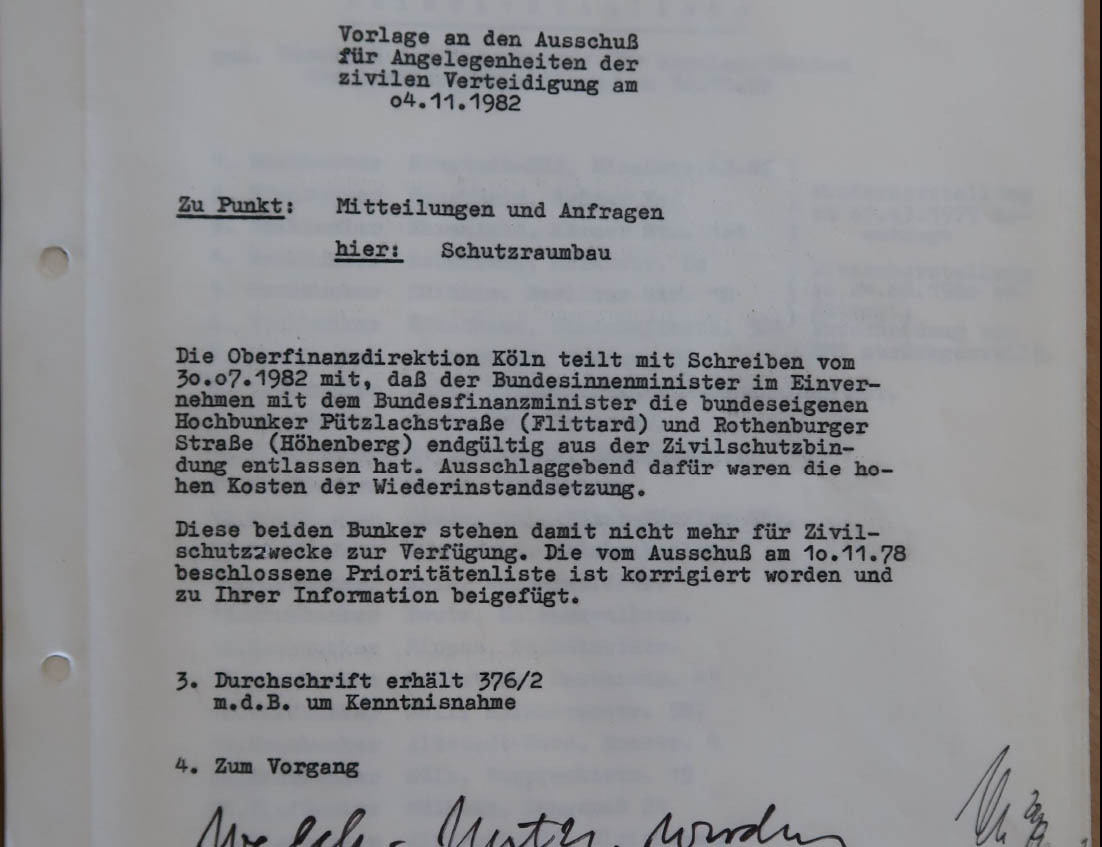 Vorlage an den Ausschuß
für Angelegenheiten der
zivilen Verteidigung am
o4.11.1982
Zu Punkt: Mitteilungen und Anfragen
hier: Schutzraumbau
Die Oberfinanzdirektion Köln teilt mit Schreiben vom
3o.o7.1982 mit, daß der Bundesinnenminister im Einver-
nehmen mit dem Bundesfinanzminister die bundeseigenen
Hochbunker Pützlachstraße (Flittard) und Rothenburger
Straße (Höhenberg) endgültig aus der Zivilschutzbin-
dung entlassen hat. Ausschlaggebend dafür waren die ho-
hen Kosten der Wiederinstandsetzung.
Diese beiden Bunker stehen damit nicht mehr für Zivil-
schutzzwecke zur Verfügung. Die vom Ausschuß am 1o.11.78
beschlossene Prioritätenliste ist korrigiert worden und
zu Ihrer Information beigefügt.
3. Durchschrift erhält 376/2
m.d.B. um Kenntnisnahme
4. Zum Vorgang